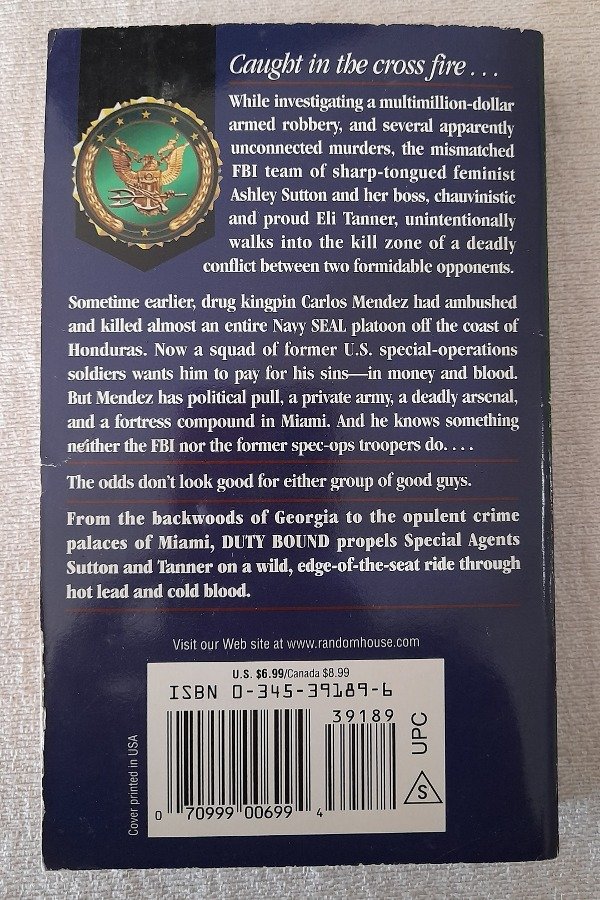 Caught in the cross fire . . .
While investigating a multimillion-dollar
armed robbery, and several apparently
unconnected murders, the mismatched
FBI team of sharp-tongued feminist
Ashley Sutton and her boss, chauvinistic
and proud Eli Tanner, unintentionally
walks into the kill zone of a deadly
conflict between two formidable opponents.
Sometime earlier, drug kingpin Carlos Mendez had ambushed
and killed almost an entire Navy SEAL platoon off the coast of
Honduras. Now a squad of former U.S. special-operations
soldiers wants him to pay for his sins—in money and blood.
But Mendez has political pull, a private army, a deadly arsenal,
and a fortress compound in Miami. And he knows something
neither the FBI nor the former spec-ops troopers do. . . .
The odds don't look good for either group of good guys.
From the backwoods of Georgia to the opulent crime
palaces of Miami, DUTY BOUND propels Special Agents
Sutton and Tanner on a wild, edge-of-the-seat ride through
hot lead and cold blood.
Visit our Web site at www.randomhouse.com
U.S. $6.99/Canada $8.99
ISBN 0-345-39189-6
39189
UPC
S
0 70999 00699 4
Cover printed in USA